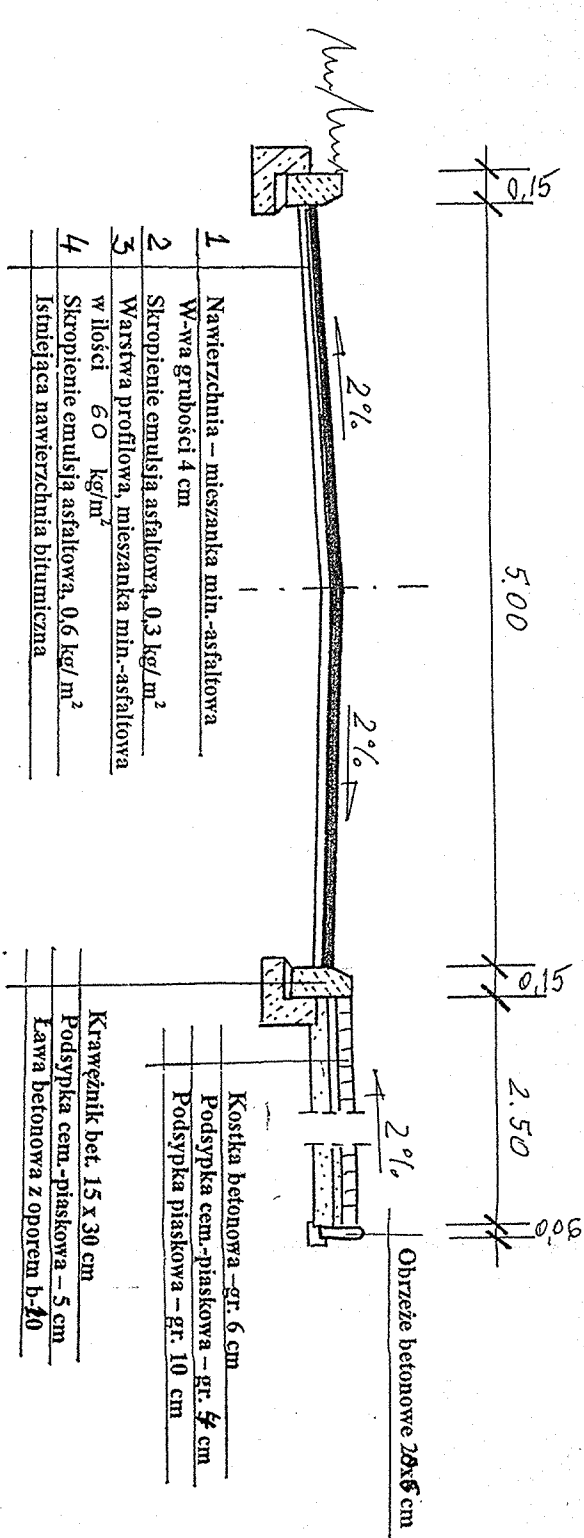 0,15
5.00
0,15
2.50
0,06
2%
2%
2%
Obrzeże betonowe cm
1 Nawierzchnia – mieszanka min.-asfaltowa
W-wa grubości 4 cm
2 Skropienie emulsją asfaltową, 0,3 kg/m²
3 Warstwa profilowa, mieszanka min.-asfaltowa
w ilości 60 kg/m²
4 Skropienie emulsją asfaltową, 0,6 kg/m²
Istniejąca nawierzchnia bitumiczna
Kostka betonowa – gr. 6 cm
Podsypka cem.-piaskowa – gr. 4 cm
Podsypka piaskowa – gr. 10 cm
Krawężnik bet. 15 x 30 cm
Podsypka cem.-piaskowa – 5 cm
Ława betonowa z oporem